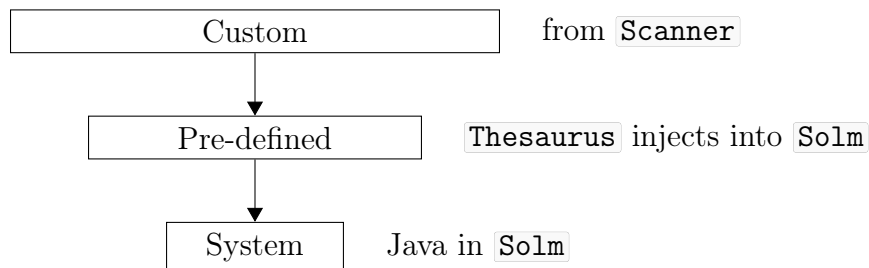 Custom from Scanner
Pre-defined Thesaurus injects into Solm
System Java in Solm